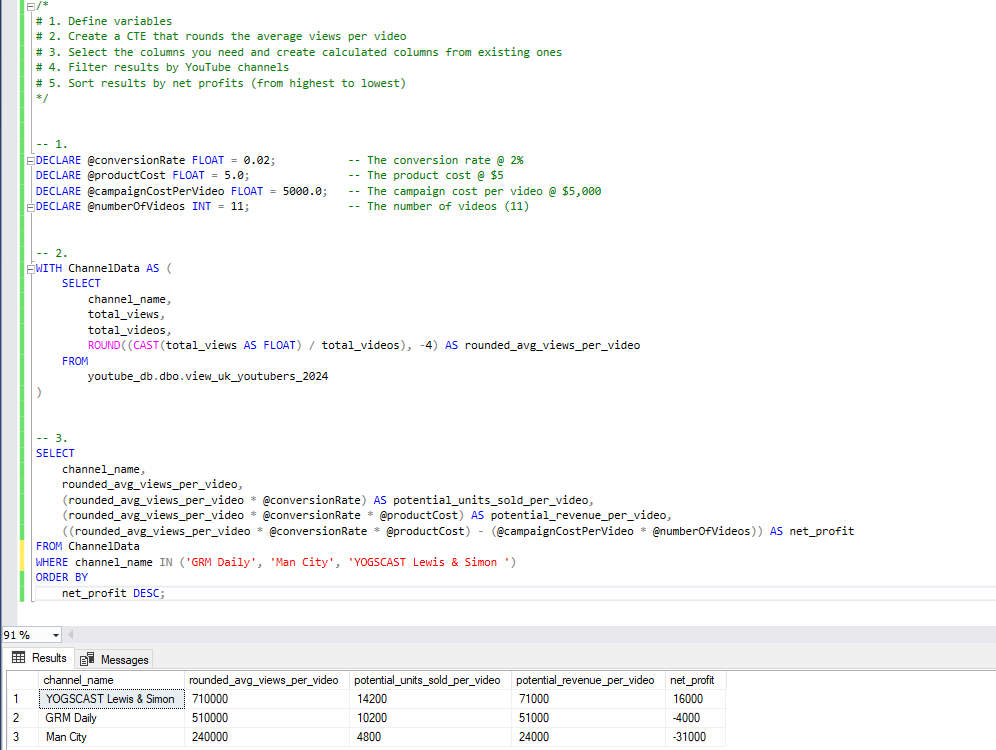 /*
# 1. Define variables
# 2. Create a CTE that rounds the average views per video
# 3. Select the columns you need and create calculated columns from existing ones
# 4. Filter results by YouTube channels
# 5. Sort results by net profits (from highest to lowest)
*/
-- 1.
DECLARE @conversionRate FLOAT = 0.02; -- The conversion rate @ 2%
DECLARE @productCost FLOAT = 5.0; -- The product cost @ $5
DECLARE @campaignCostPerVideo FLOAT = 5000.0; -- The campaign cost per video @ $5,000
DECLARE @numberOfVideos INT = 11; -- The number of videos (11)
-- 2.
WITH ChannelData AS (
SELECT
channel_name,
total_views,
total_videos,
ROUND((CAST(total_views AS FLOAT) / total_videos), -4) AS rounded_avg_views_per_video
FROM
youtube_db.dbo.view_uk_youtubers_2024
)
-- 3.
SELECT
channel_name,
rounded_avg_views_per_video,
(rounded_avg_views_per_video * @conversionRate) AS potential_units_sold_per_video,
(rounded_avg_views_per_video * @conversionRate * @productCost) AS potential_revenue_per_video,
((rounded_avg_views_per_video * @conversionRate * @productCost) - (@campaignCostPerVideo * @numberOfVideos)) AS net_profit
FROM ChannelData
WHERE channel_name IN ('GRM Daily', 'Man City', 'YOGSCAST Lewis & Simon ')
ORDER BY
net_profit DESC;
91 %
Results Messages
channel_name rounded_avg_views_per_video potential_units_sold_per_video potential_revenue_per_video net_profit
1 YOGSCAST Lewis & Simon 710000 14200 71000 16000
2 GRM Daily 510000 10200 51000 -4000
3 Man City 240000 4800 24000 -31000